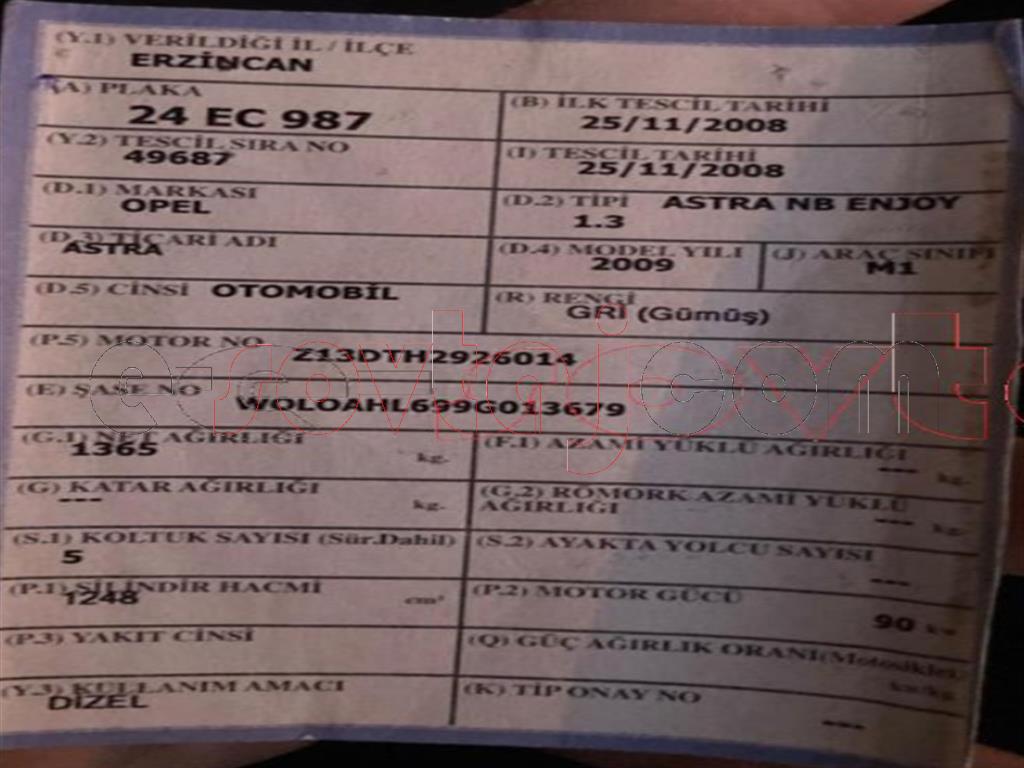 (Y.1) VERİLDİĞİ İL / İLÇE
ERZİNCAN
(A) PLAKA
24 EC 987
(B) İLK TESCİL TARİHİ
25/11/2008
(Y.2) TESCİL SIRA NO
49687
(I) TESCİL TARİHİ
25/11/2008
(D.1) MARKASI
OPEL
(D.2) TİPİ ASTRA NB ENJOY
1.3
(D.3) TİCARİ ADI
ASTRA
(D.4) MODEL YILI
2009
(J) ARAÇ SINIFI
M1
(D.5) CİNSİ OTOMOBİL
(R) RENGİ
GRİ (Gümüş)
(P.5) MOTOR NO
Z13DTH2926014
(E) ŞASE NO
WOLOAHL699G013679
(G.1) NET AĞIRLIĞI
1365 kg.
(F.1) AZAMİ YÜKLÜ AĞIRLIĞI
--- kg.
(G) KATAR AĞIRLIĞI
--- kg.
(G.2) ROMORK AZAMİ YÜKLÜ
AĞIRLIĞI
--- kg.
(S.1) KOLTUK SAYISI (Sür.Dahil)
5
(S.2) AYAKTA YOLCU SAYISI
---
(P.1) SİLİNDİR HACMİ
1248 cm³
(P.2) MOTOR GÜCÜ
90 kw
(P.3) YAKIT CİNSİ
(Q) GÜÇ AĞIRLIK ORANI(Motosiklet)
kw/kg
(Y.3) KULLANIM AMACI
DİZEL
(K) TİP ONAY NO
---